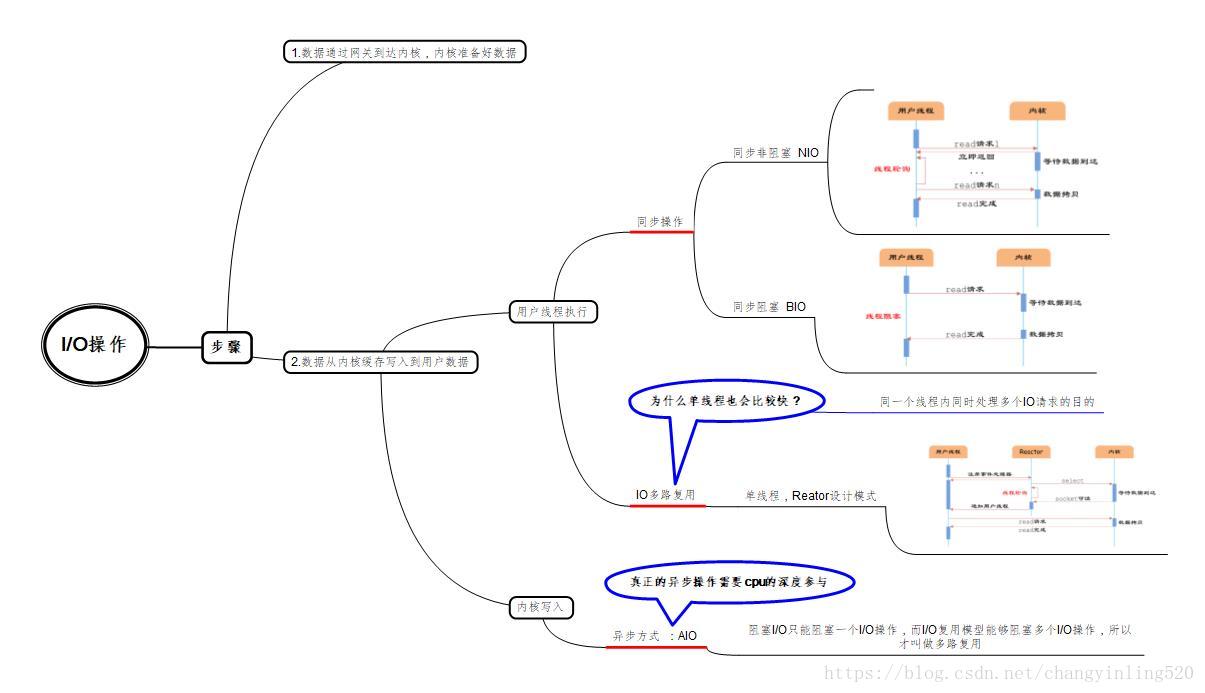 I/O操作
步骤
1.数据通过网关到达内核，内核准备好数据
2.数据从内核缓存写入到用户数据
用户线程执行
同步操作
同步非阻塞 NIO
用户线程
内核
read请求1
立即返回
线程轮询
等待数据到达
...
read请求n
数据拷贝
read完成
同步阻塞 BIO
用户线程
内核
read请求
等待数据到达
线程阻塞
read完成
数据拷贝
为什么单线程也会比较快？
同一个线程内同时处理多个IO请求的目的
IO多路复用
单线程，Reator设计模式
用户线程
Reactor
内核
注册事件处理器
select
线程轮询
等待数据到达
socket可读
通知用户线程
read请求
数据拷贝
read完成
内核写入
真正的异步操作需要cpu的深度参与
异步方式 ：AIO
阻塞I/O只能阻塞一个I/O操作，而I/O复用模型能够阻塞多个I/O操作，所以
才叫做多路复用
https://blog.csdn.net/changyinling520